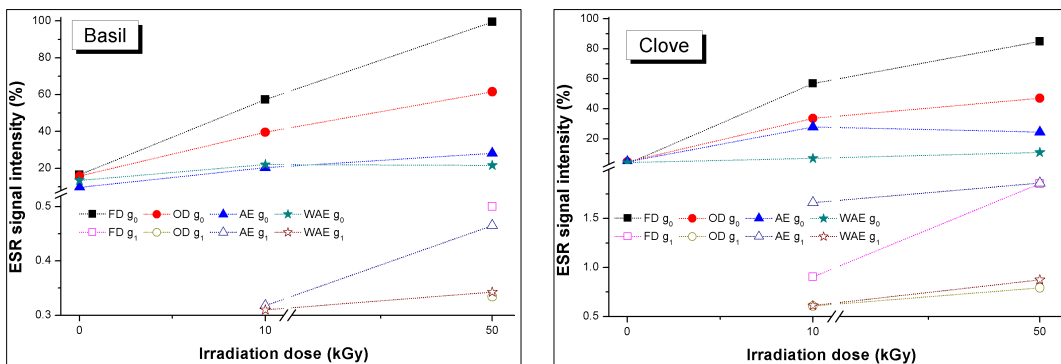 Basil
ESR signal intensity (%)
100
80
60
40
20
0.5
0.4
0.3
FD g0 OD g0 AE g0 WAE g0
FD g1 OD g1 AE g1 WAE g1
0 10 50
Irradiation dose (kGy)
Clove
ESR signal intensity (%)
100
80
60
40
20
1.5
1.0
0.5
FD g0 OD g0 AE g0 WAE g0
FD g1 OD g1 AE g1 WAE g1
0 10 50
Irradiation dose (kGy)